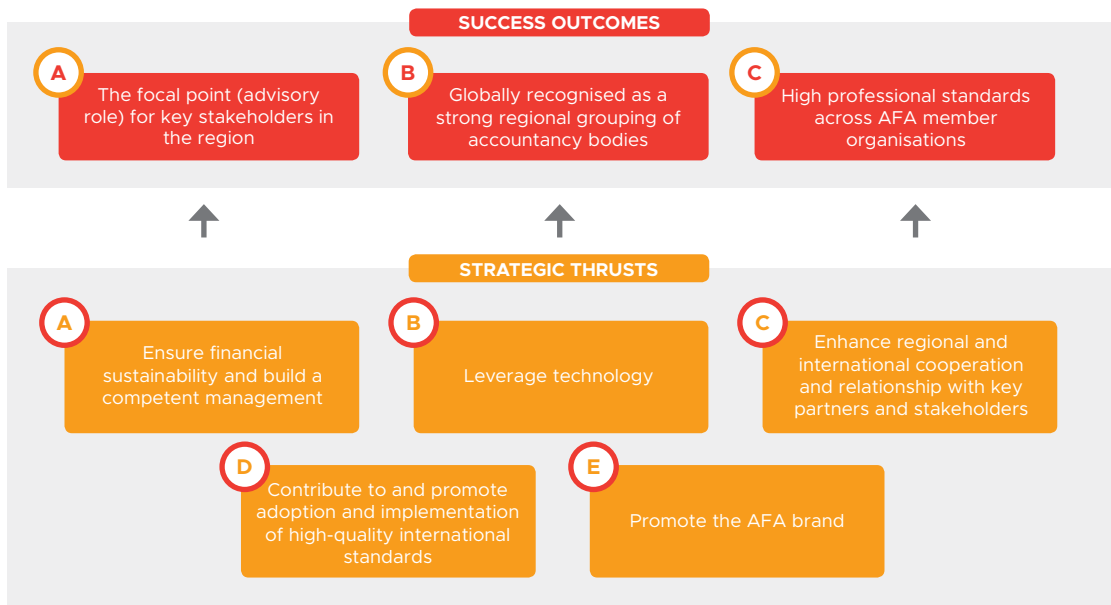 SUCCESS OUTCOMES
A
The focal point (advisory
role) for key stakeholders in
the region
B
Globally recognised as a
strong regional grouping of
accountancy bodies
C
High professional standards
across AFA member
organisations
STRATEGIC THRUSTS
A
Ensure financial
sustainability and build a
competent management
B
Leverage technology
C
Enhance regional and
international cooperation
and relationship with key
partners and stakeholders
D
Contribute to and promote
adoption and implementation
of high-quality international
standards
E
Promote the AFA brand